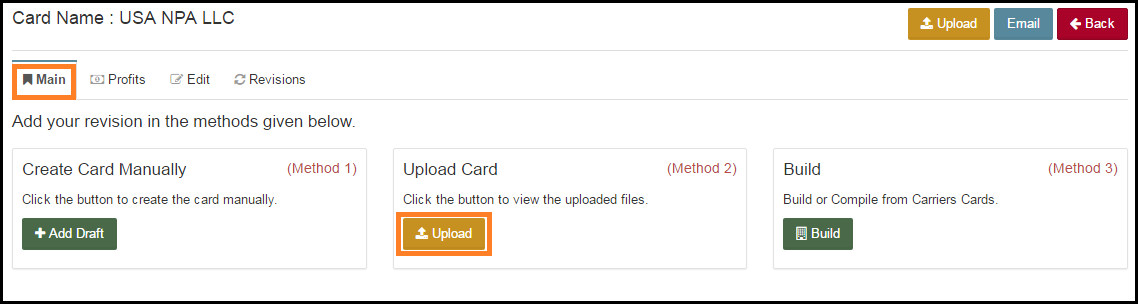 Card Name : USA NPA LLC
Upload Email Back
Main Profits Edit Revisions
Add your revision in the methods given below.
Create Card Manually (Method 1)
Click the button to create the card manually.
Add Draft
Upload Card (Method 2)
Click the button to view the uploaded files.
Upload
Build (Method 3)
Build or Compile from Carriers Cards.
Build